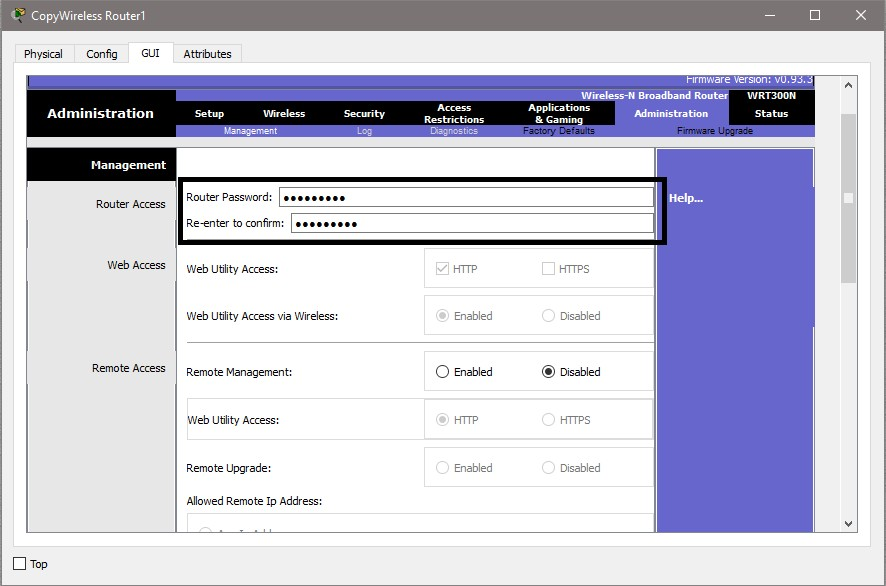 CopyWireless Router1
Physical Config GUI Attributes
Firmware Version: v0.93.3
Wireless-N Broadband Router WRT300N
Administration Setup Wireless Security Access Restrictions Applications & Gaming Administration Status
Management Log Diagnostics Factory Defaults Firmware Upgrade
Management
Router Access Router Password: ●●●●●●●●● Help...
Re-enter to confirm: ●●●●●●●●●
Web Access Web Utility Access: HTTP HTTPS
Web Utility Access via Wireless: Enabled Disabled
Remote Access Remote Management: Enabled Disabled
Web Utility Access: HTTP HTTPS
Remote Upgrade: Enabled Disabled
Allowed Remote Ip Address:
Top